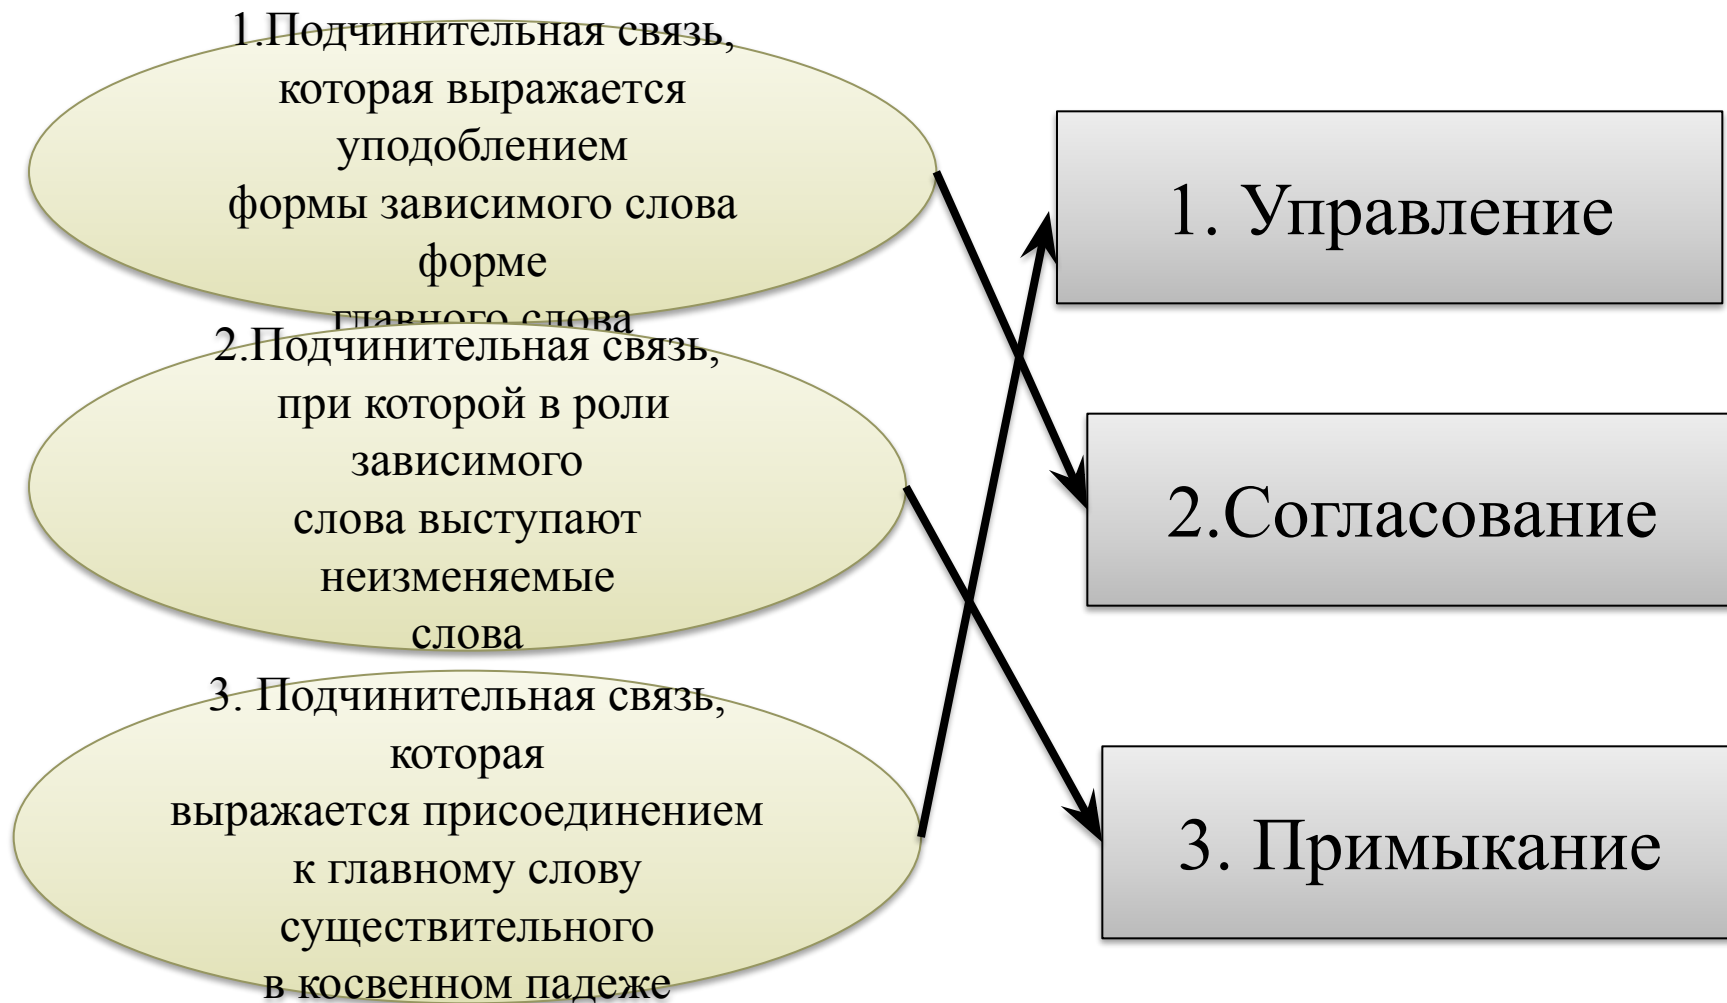 1.Подчинительная связь,
которая выражается
уподоблением
формы зависимого слова
форме
главного слова
2.Подчинительная связь,
при которой в роли
зависимого
слова выступают
неизменяемые
слова
3. Подчинительная связь,
которая
выражается присоединением
к главному слову
существительного
в косвенном падеже
1. Управление
2.Согласование
3. Примыкание